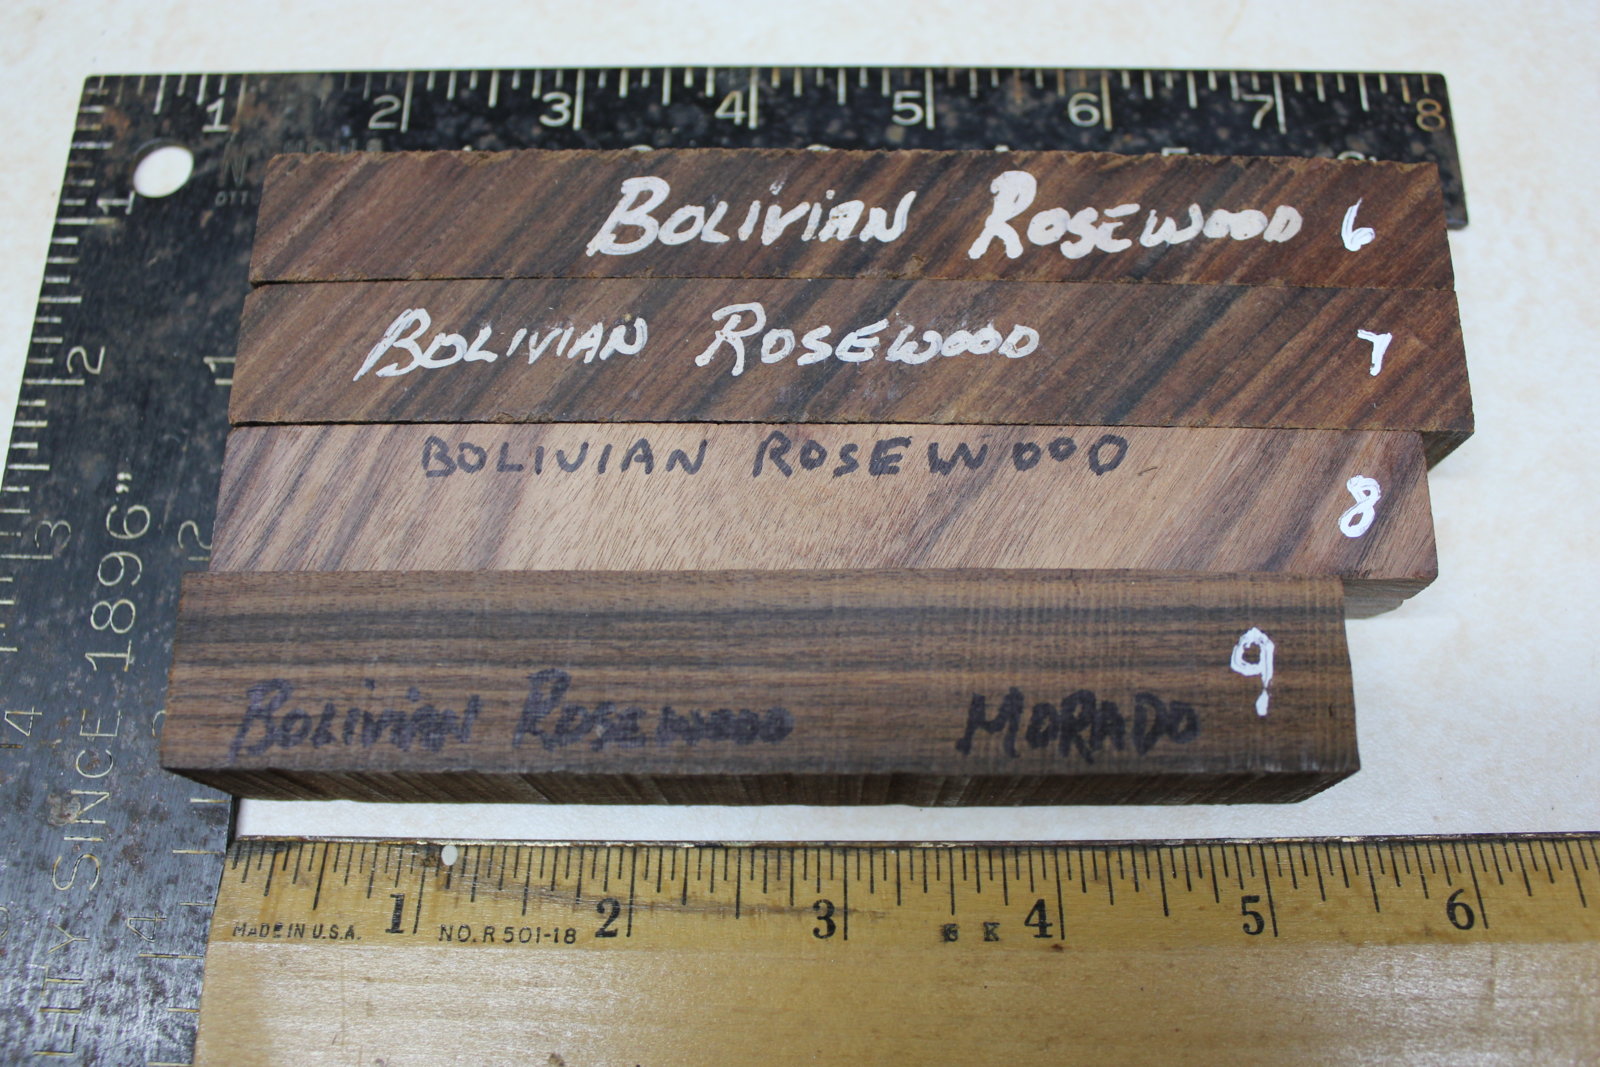 1 2 3 4 5 6 7 8
1
BOLIVIAN ROSEWOOD 6
2
1
BOLIVIAN ROSEWOOD 7
BOLIVIAN ROSEWOOD 8
3
2
SINCE 1896”
BOLIVIAN ROSEWOOD MORADO 9
4
1 2 3 4 5 6
MADE IN U.S.A. NO. R 501-18